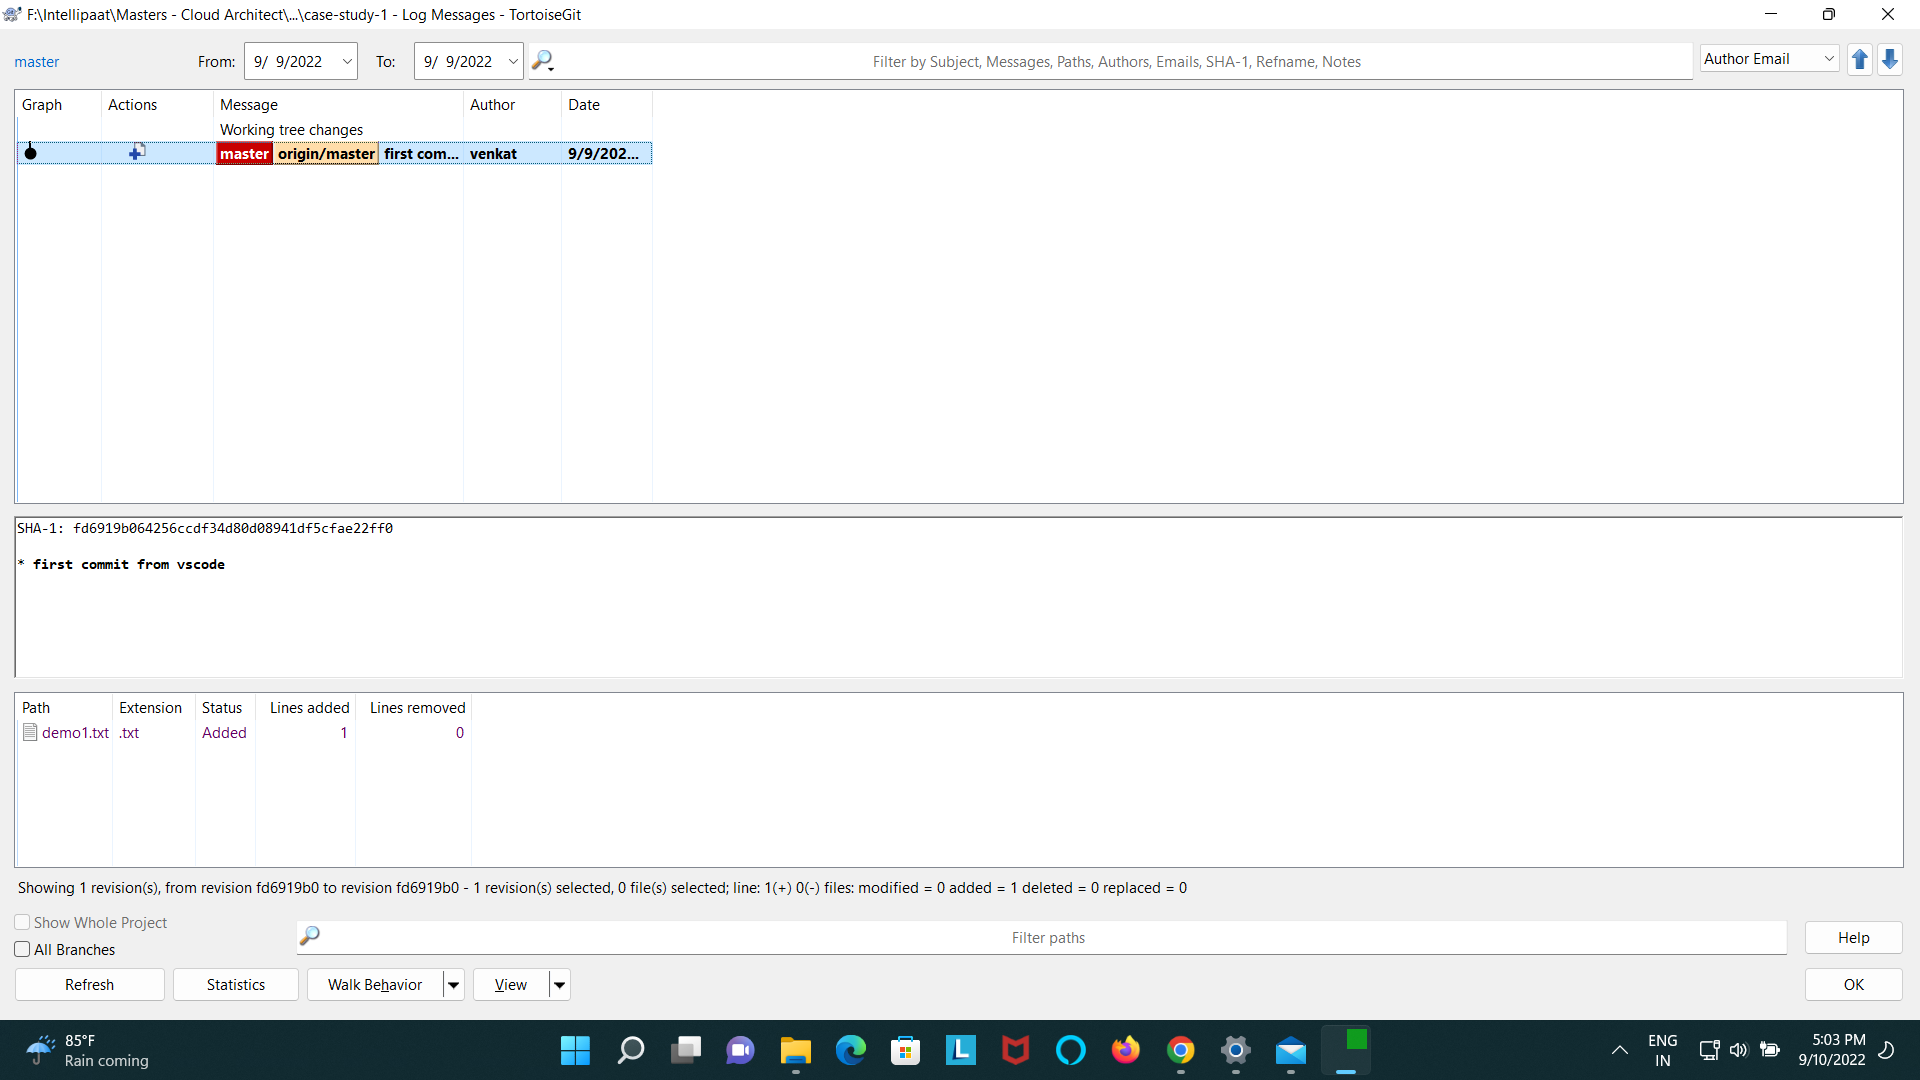 F:\Intellipaat\Masters - Cloud Architect\...\case-study-1 - Log Messages - TortoiseGit
master From: 9/ 9/2022 To: 9/ 9/2022 Filter by Subject, Messages, Paths, Authors, Emails, SHA-1, Refname, Notes Author Email
Graph Actions Message Author Date
Working tree changes
master origin/master first com... venkat 9/9/202...
SHA-1: fd6919b064256ccdf34d80d08941df5cfae22ff0
* first commit from vscode
Path Extension Status Lines added Lines removed
demo1.txt .txt Added 1 0
Showing 1 revision(s), from revision fd6919b0 to revision fd6919b0 - 1 revision(s) selected, 0 file(s) selected; line: 1(+) 0(-) files: modified = 0 added = 1 deleted = 0 replaced = 0
Show Whole Project
All Branches Filter paths Help
Refresh Statistics Walk Behavior View OK
85°F ENG 5:03 PM
Rain coming IN 9/10/2022